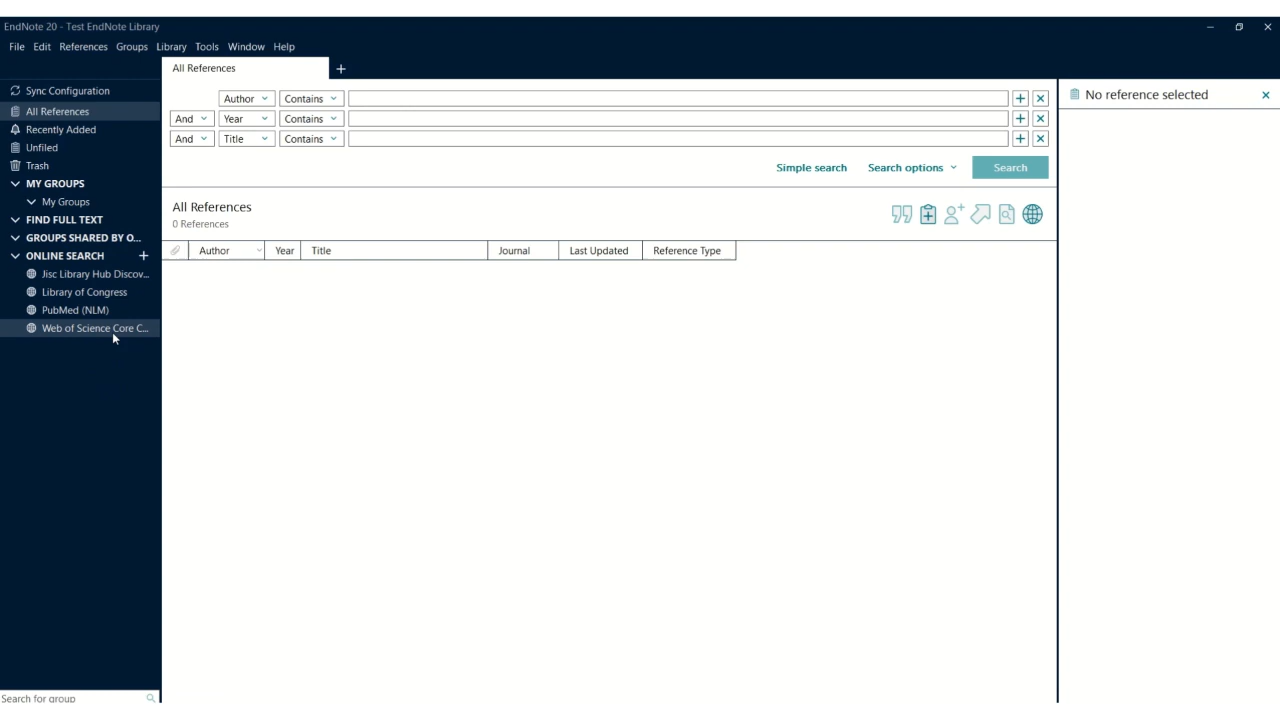 EndNote 20 - Test EndNote Library
File Edit References Groups Library Tools Window Help
All References
Sync Configuration
All References
Recently Added
Unfiled
Trash
MY GROUPS
My Groups
FIND FULL TEXT
GROUPS SHARED BY O...
ONLINE SEARCH
Jisc Library Hub Discov...
Library of Congress
PubMed (NLM)
Web of Science Core C...
Search for group
Author Contains
And Year Contains
And Title Contains
Simple search Search options Search
All References
0 References
Author Year Title Journal Last Updated Reference Type
No reference selected